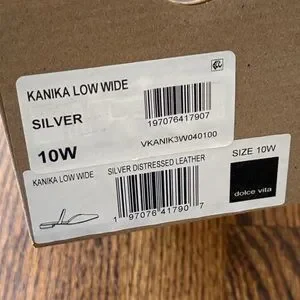 KANIKA LOW WIDE
SILVER
197076417907
10W
VKANIK3W040100
KANIKA LOW WIDE
SILVER DISTRESSED LEATHER
SIZE 10W
1 97076 41790 7
dolce vita